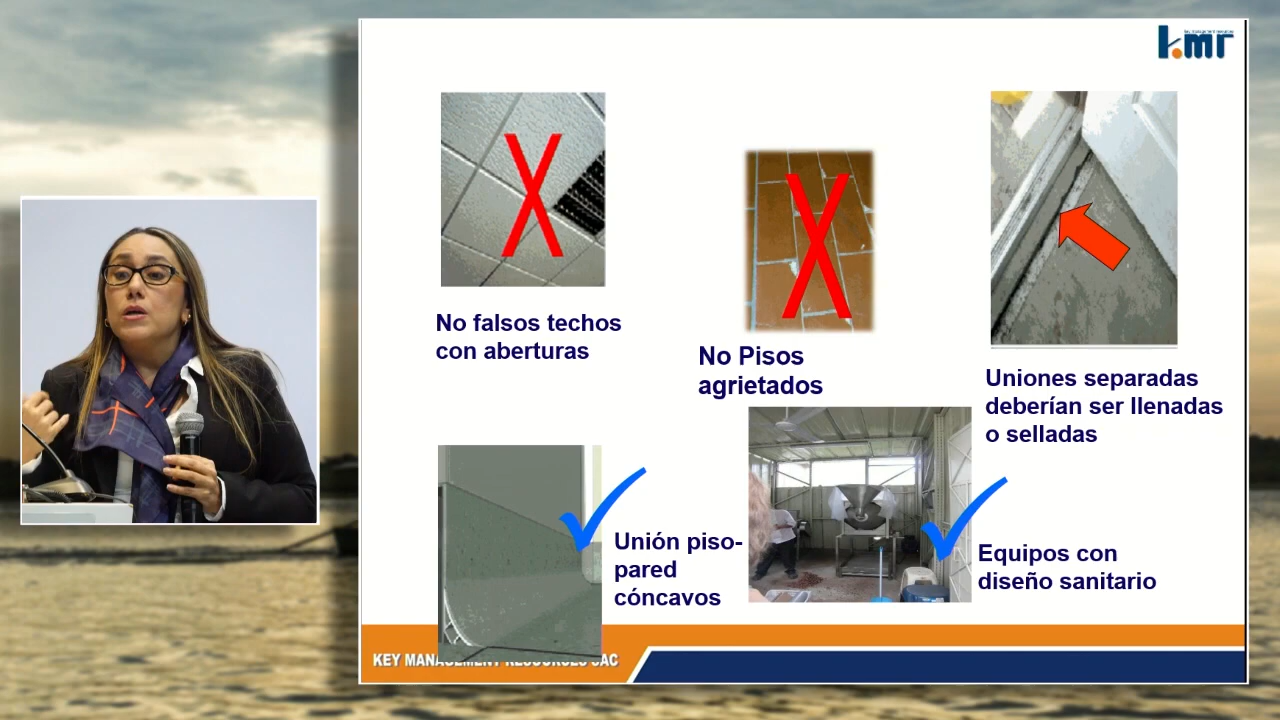 kmr
No falsos techos
con aberturas
No Pisos
agrietados
Uniones separadas
deberían ser llenadas
o selladas
Unión piso-
pared
cóncavos
Equipos con
diseño sanitario
KEY MANAGEMENT RESOURCES SAC